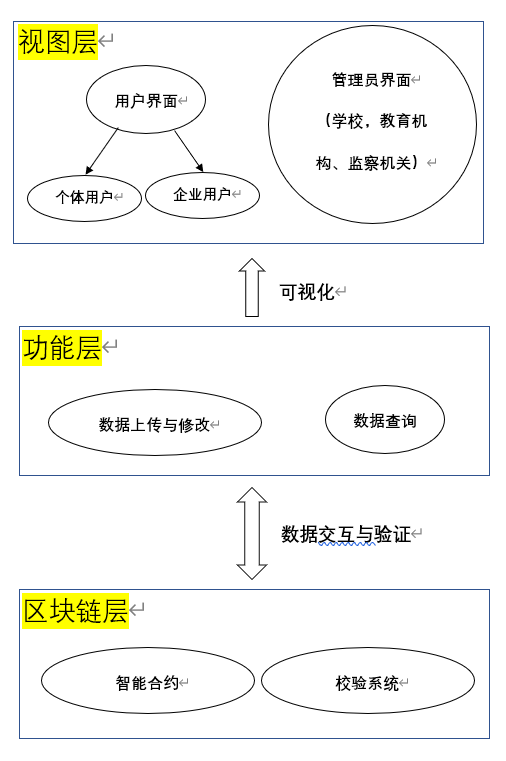 视图层
用户界面
个体用户
企业用户
管理员界面
（学校，教育机
构、监察机关）
可视化
功能层
数据上传与修改
数据查询
数据交互与验证
区块链层
智能合约
校验系统